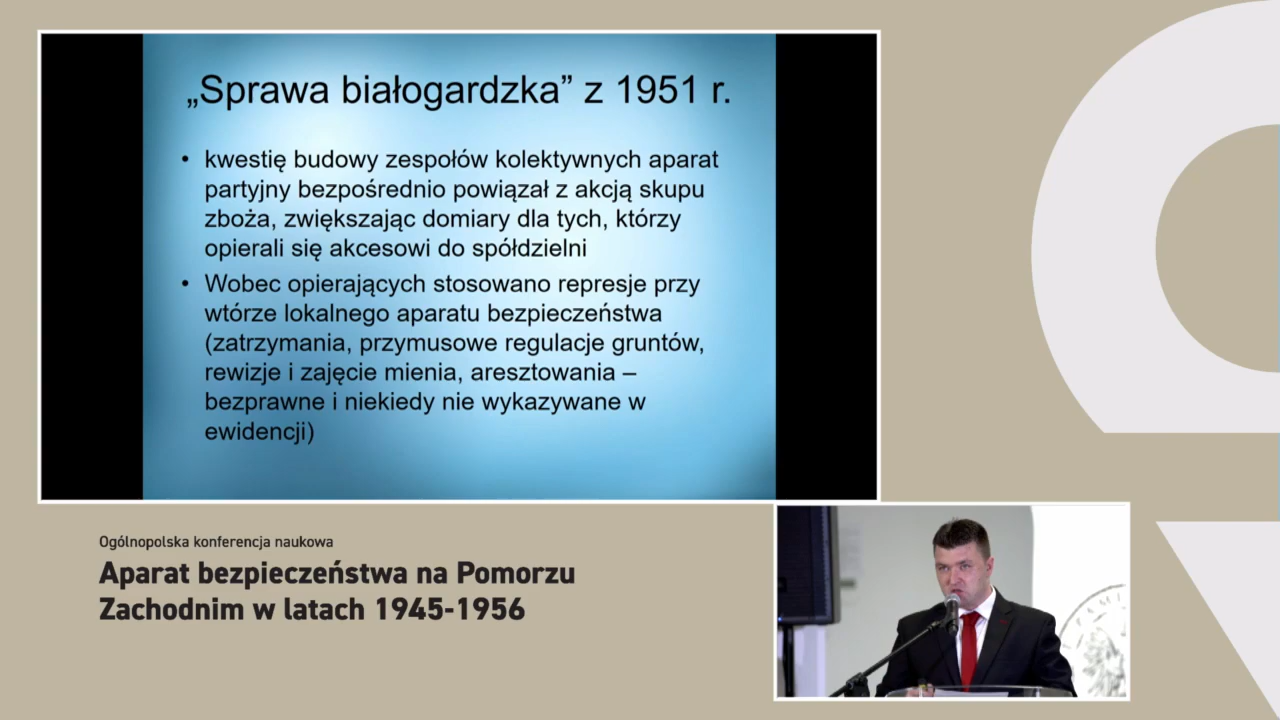 „Sprawa białogardzka” z 1951 r.
• kwestię budowy zespołów kolektywnych aparat
partyjny bezpośrednio powiązał z akcją skupu
zboża, zwiększając domiary dla tych, którzy
opierali się akcesowi do spółdzielni
• Wobec opierających stosowano represje przy
wtórze lokalnego aparatu bezpieczeństwa
(zatrzymania, przymusowe regulacje gruntów,
rewizje i zajęcie mienia, aresztowania –
bezprawne i niekiedy nie wykazywane w
ewidencji)
Ogólnopolska konferencja naukowa
Aparat bezpieczeństwa na Pomorzu
Zachodnim w latach 1945-1956